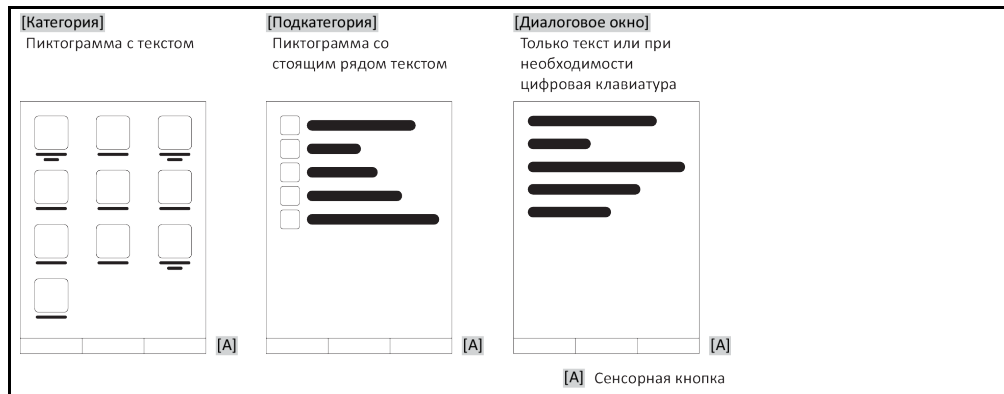 [Категория]
Пиктограмма с текстом
[Подкатегория]
Пиктограмма со
стоящим рядом текстом
[Диалоговое окно]
Только текст или при
необходимости
цифровая клавиатура
[A]
[A]
[A]
[A] Сенсорная кнопка